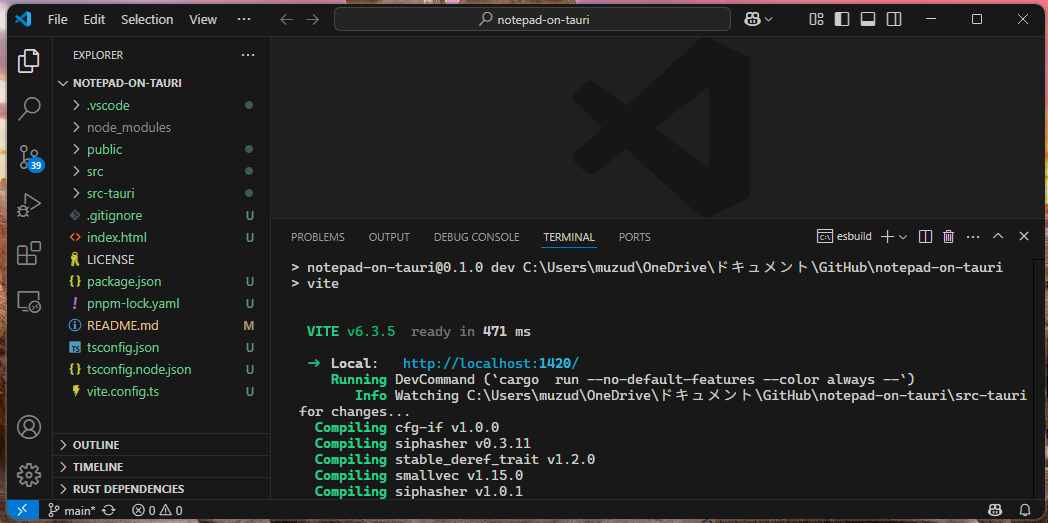 File Edit Selection View ··· notepad-on-tauri
EXPLORER ···
NOTEPAD-ON-TAURI
.vscode
node_modules
public
src
src-tauri
.gitignore U
index.html U
LICENSE
package.json U
pnpm-lock.yaml U
README.md M
TS tsconfig.json U
tsconfig.node.json U
vite.config.ts U
OUTLINE
TIMELINE
RUST DEPENDENCIES
39
PROBLEMS OUTPUT DEBUG CONSOLE TERMINAL PORTS esbuild ···
> notepad-on-tauri@0.1.0 dev C:\Users\muzud\OneDrive\ドキュメント\GitHub\notepad-on-tauri
> vite
VITE v6.3.5 ready in 471 ms
➜ Local: http://localhost:1420/
Running DevCommand (`cargo  run --no-default-features --color always --`)
Info Watching C:\Users\muzud\OneDrive\ドキュメント\GitHub\notepad-on-tauri\src-tauri
for changes...
Compiling cfg-if v1.0.0
Compiling siphasher v0.3.11
Compiling stable_deref_trait v1.2.0
Compiling smallvec v1.15.0
Compiling siphasher v1.0.1
main* 0 0